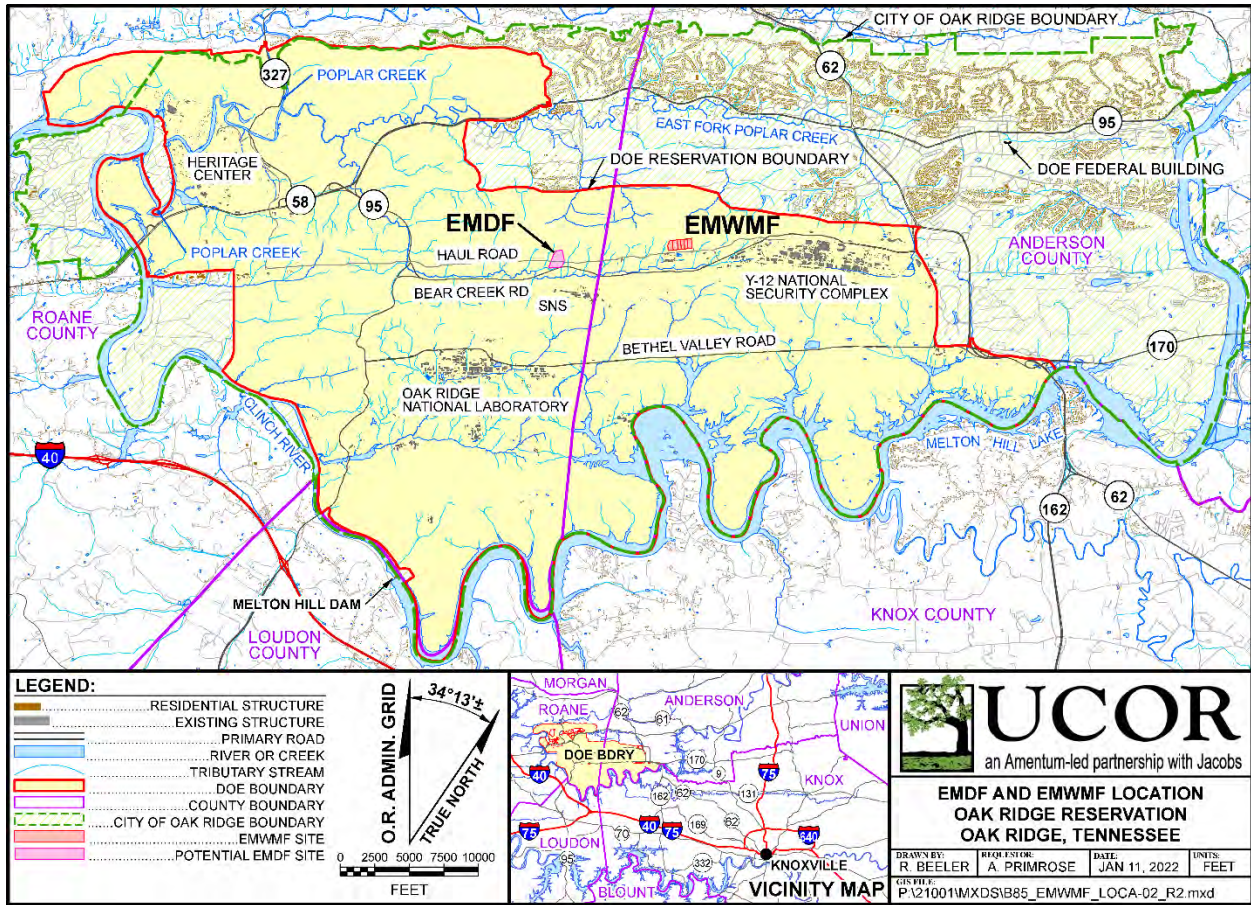 CITY OF OAK RIDGE BOUNDARY
327
POPLAR CREEK
62
EAST FORK POPLAR CREEK
95
DOE RESERVATION BOUNDARY
DOE FEDERAL BUILDING
HERITAGE
CENTER
58
95
EMDF
EMWMF
ANDERSON
COUNTY
POPLAR CREEK
HAUL ROAD
BEAR CREEK RD
SNS
Y-12 NATIONAL
SECURITY COMPLEX
ROANE
COUNTY
BETHEL VALLEY ROAD
170
OAK RIDGE
NATIONAL LABORATORY
CLINCH RIVER
MELTON HILL LAKE
40
162
62
MELTON HILL DAM
LOUDON
COUNTY
KNOX COUNTY
LEGEND:
RESIDENTIAL STRUCTURE
EXISTING STRUCTURE
PRIMARY ROAD
RIVER OR CREEK
TRIBUTARY STREAM
DOE BOUNDARY
COUNTY BOUNDARY
CITY OF OAK RIDGE BOUNDARY
EMWMF SITE
POTENTIAL EMDF SITE
O.R. ADMIN. GRID
34°13'±
TRUE NORTH
0 2500 5000 7500 10000
FEET
MORGAN
ROANE
62
ANDERSON
61
UNION
DOE BDRY
170
9
40
75
KNOX
162
62
131
75
70
40
75
169
62
640
LOUDON
95
332
KNOXVILLE
BLOUNT
VICINITY MAP
UCOR
an Amentum-led partnership with Jacobs
EMDF AND EMWMF LOCATION
OAK RIDGE RESERVATION
OAK RIDGE, TENNESSEE
DRAWN BY: REQUESTOR: DATE: UNITS:
R. BEELER A. PRIMROSE JAN 11, 2022 FEET
GIS FILE:
P:\21001\MXDS\B85_EMWMF_LOCA-02_R2.mxd